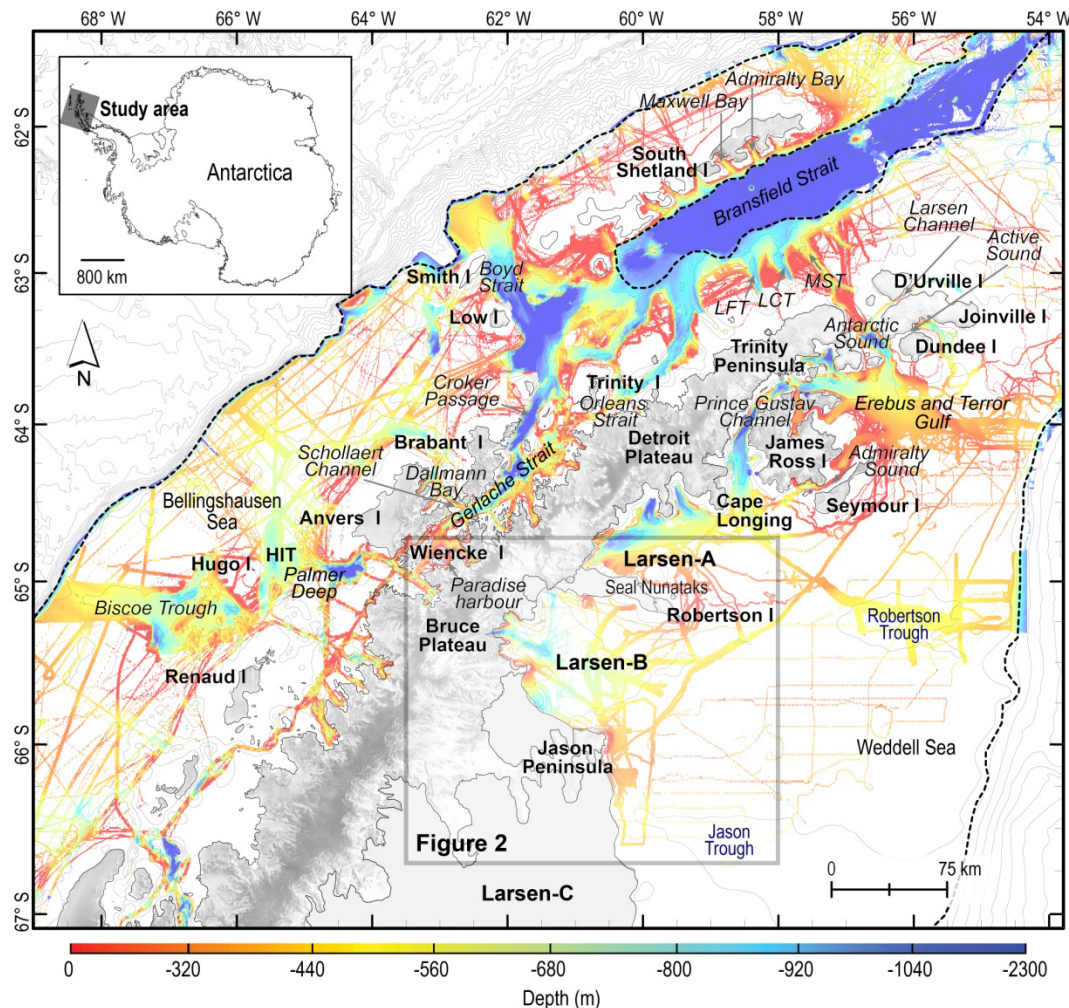 68° W
66° W
64° W
62° W
60° W
58° W
56° W
54° W
Study area
Antarctica
800 km
N
62° S
63° S
64° S
65° S
66° S
67° S
Admiralty Bay
Maxwell Bay
South
Shetland I
Bransfield Strait
Larsen
Channel
Active
Sound
Smith I
Boyd
Strait
Low I
LFT
LCT
MST
D'Urville I
Joinville I
Antarctic
Sound
Dundee I
Trinity
Peninsula
Croker
Passage
Trinity I
Orleans
Strait
Prince Gustav
Channel
Erebus and Terror
Gulf
Brabant I
Detroit
Plateau
James
Ross I
Schollaert
Channel
Dallmann
Bay
Gerlache Strait
Admiralty
Sound
Bellingshausen
Sea
Anvers I
Cape
Longing
Seymour I
Wiencke I
Larsen-A
Hugo I
HIT
Palmer
Deep
Paradise
harbour
Seal Nunataks
Robertson I
Biscoe Trough
Robertson
Trough
Bruce
Plateau
Larsen-B
Renaud I
Jason
Peninsula
Weddell Sea
Figure 2
Jason
Trough
Larsen-C
0
75 km
0
-320
-440
-560
-680
-800
-920
-1040
-2300
Depth (m)